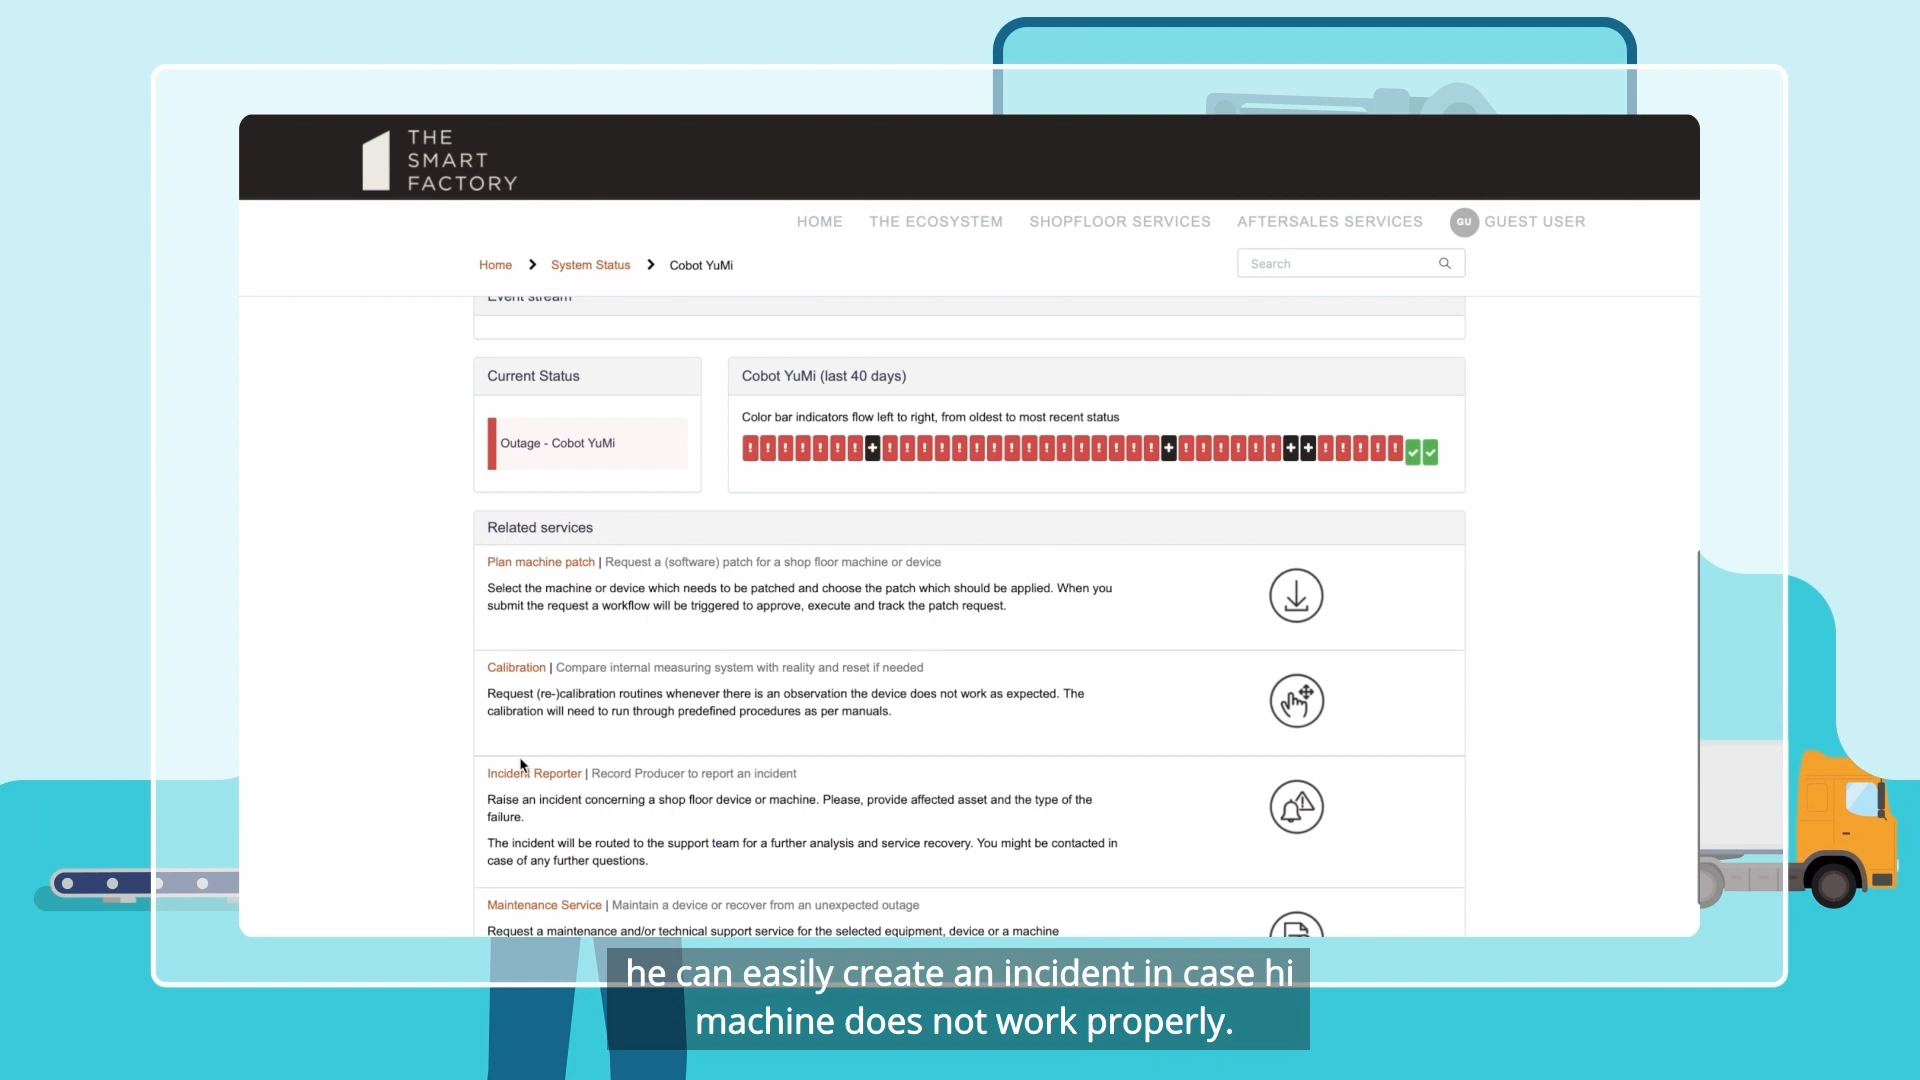 THE
SMART
FACTORY
HOME THE ECOSYSTEM SHOPFLOOR SERVICES AFTERSALES SERVICES GU GUEST USER
Home System Status Cobot YuMi Search
Event stream
Current Status
Outage - Cobot YuMi
Cobot YuMi (last 40 days)
Color bar indicators flow left to right, from oldest to most recent status
Related services
Plan machine patch | Request a (software) patch for a shop floor machine or device
Select the machine or device which needs to be patched and choose the patch which should be applied. When you
submit the request a workflow will be triggered to approve, execute and track the patch request.
Calibration | Compare internal measuring system with reality and reset if needed
Request (re-)calibration routines whenever there is an observation the device does not work as expected. The
calibration will need to run through predefined procedures as per manuals.
Incident Reporter | Record Producer to report an incident
Raise an incident concerning a shop floor device or machine. Please, provide affected asset and the type of the
failure.
The incident will be routed to the support team for a further analysis and service recovery. You might be contacted in
case of any further questions.
Maintenance Service | Maintain a device or recover from an unexpected outage
Request a maintenance and/or technical support service for the selected equipment, device or a machine
he can easily create an incident in case hi
machine does not work properly.